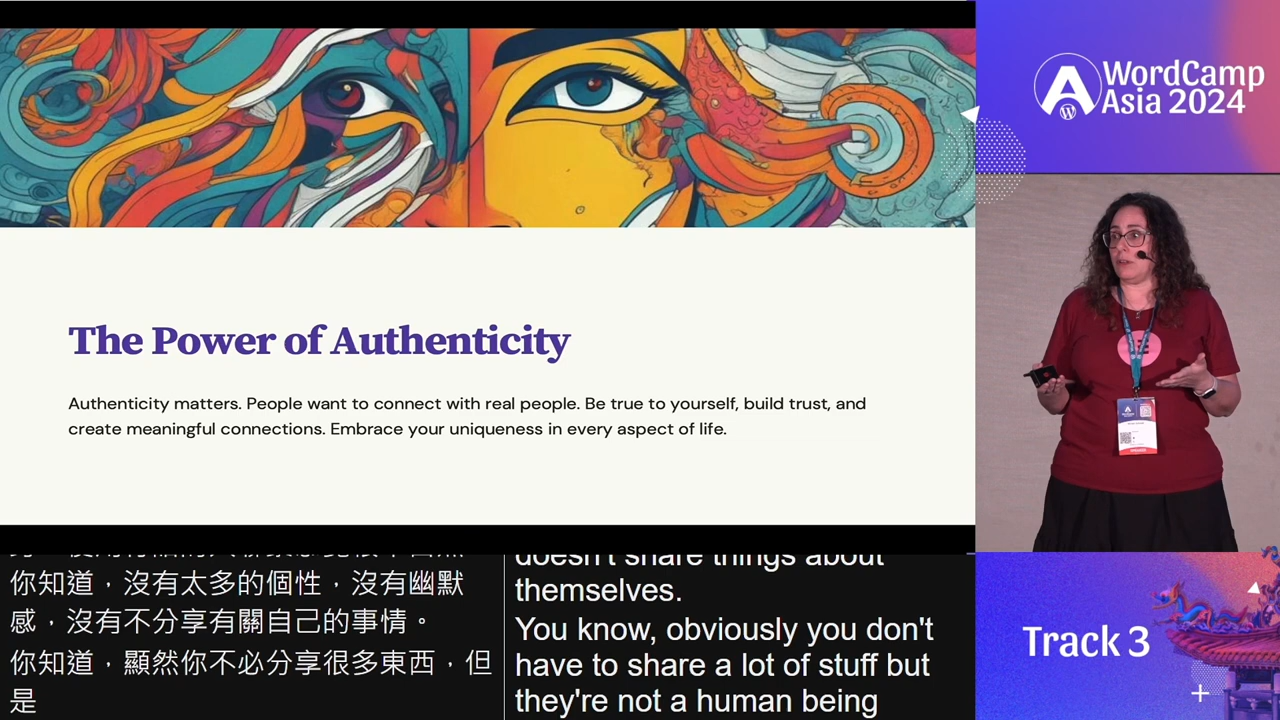 WordCamp
Asia 2024
The Power of Authenticity
Authenticity matters. People want to connect with real people. Be true to yourself, build trust, and
create meaningful connections. Embrace your uniqueness in every aspect of life.
你知道，沒有太多的個性，沒有幽默
感，沒有不分享有關自己的事情。
你知道，顯然你不必分享很多東西，但
是
doesn't share things about
themselves.
You know, obviously you don't
have to share a lot of stuff but
they're not a human being
Track 3